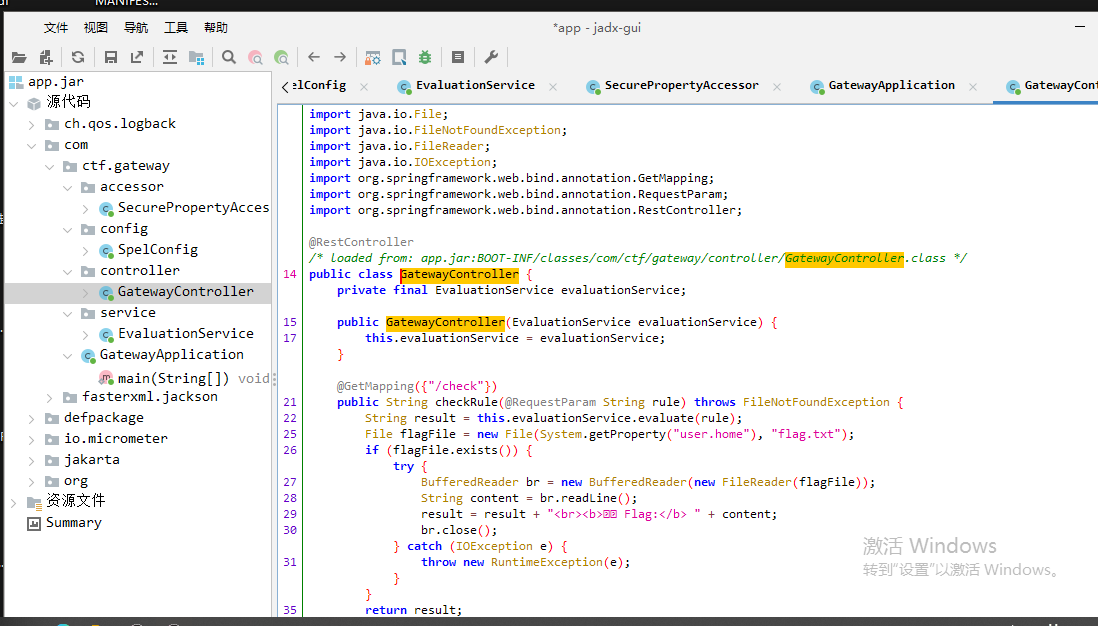 MANIFES...
文件 视图 导航 工具 帮助
*app - jadx-gui
elConfig
EvaluationService
SecurePropertyAccessor
GatewayApplication
GatewayCont
app.jar
源代码
ch.qos.logback
com
ctf.gateway
accessor
SecurePropertyAcces
config
SpelConfig
controller
GatewayController
service
EvaluationService
GatewayApplication
main(String[]) void
fasterxml.jackson
defpackage
io.micrometer
jakarta
org
资源文件
Summary
import java.io.File;
import java.io.FileNotFoundException;
import java.io.FileReader;
import java.io.IOException;
import org.springframework.web.bind.annotation.GetMapping;
import org.springframework.web.bind.annotation.RequestParam;
import org.springframework.web.bind.annotation.RestController;
@RestController
/* loaded from: app.jar:BOOT-INF/classes/com/ctf/gateway/controller/GatewayController.class */
14 public class GatewayController {
private final EvaluationService evaluationService;
15 public GatewayController(EvaluationService evaluationService) {
17 this.evaluationService = evaluationService;
}
@GetMapping({"/check"})
21 public String checkRule(@RequestParam String rule) throws FileNotFoundException {
22 String result = this.evaluationService.evaluate(rule);
25 File flagFile = new File(System.getProperty("user.home"), "flag.txt");
26 if (flagFile.exists()) {
try {
27 BufferedReader br = new BufferedReader(new FileReader(flagFile));
28 String content = br.readLine();
29 result = result + "<br><b> Flag:</b> " + content;
30 br.close();
} catch (IOException e) {
31 throw new RuntimeException(e);
}
}
35 return result;
激活 Windows
转到"设置"以激活 Windows。